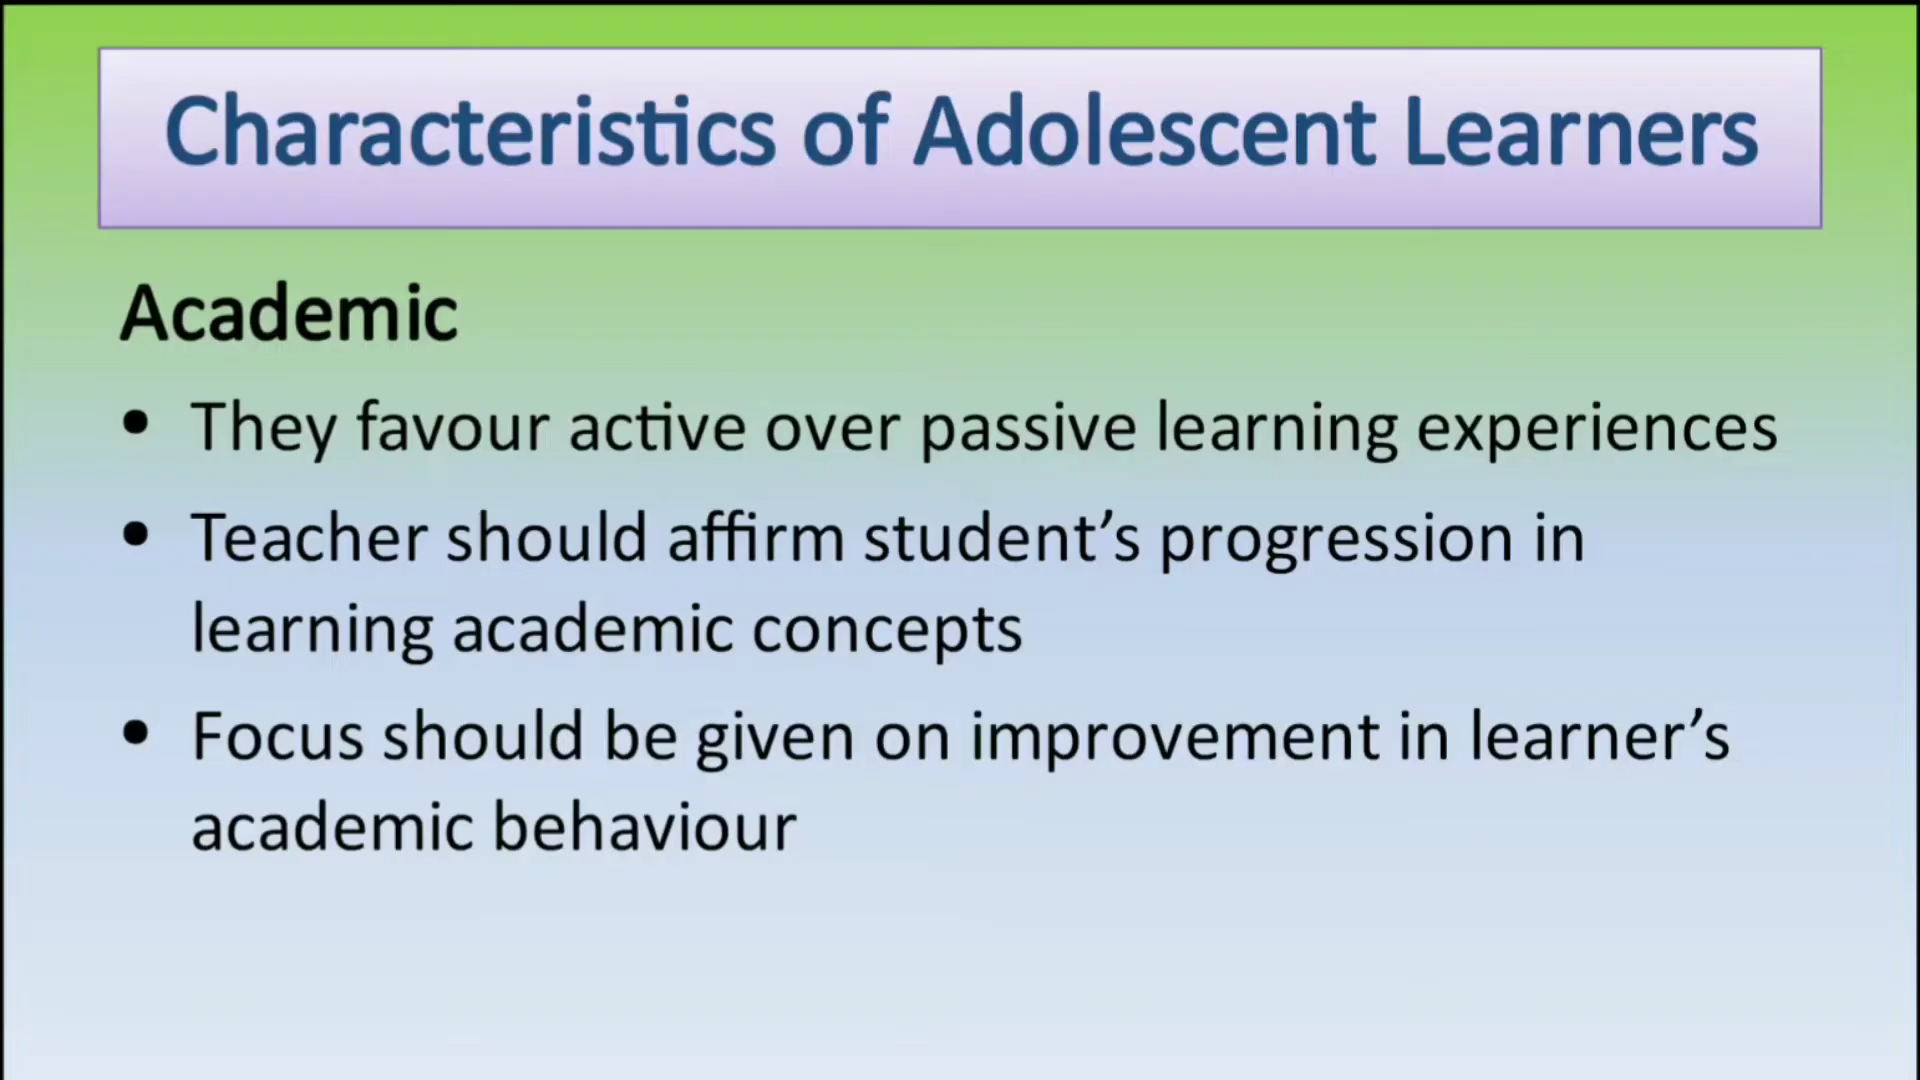 Characteristics of Adolescent Learners
Academic
• They favour active over passive learning experiences
• Teacher should affirm student’s progression in
learning academic concepts
• Focus should be given on improvement in learner’s
academic behaviour